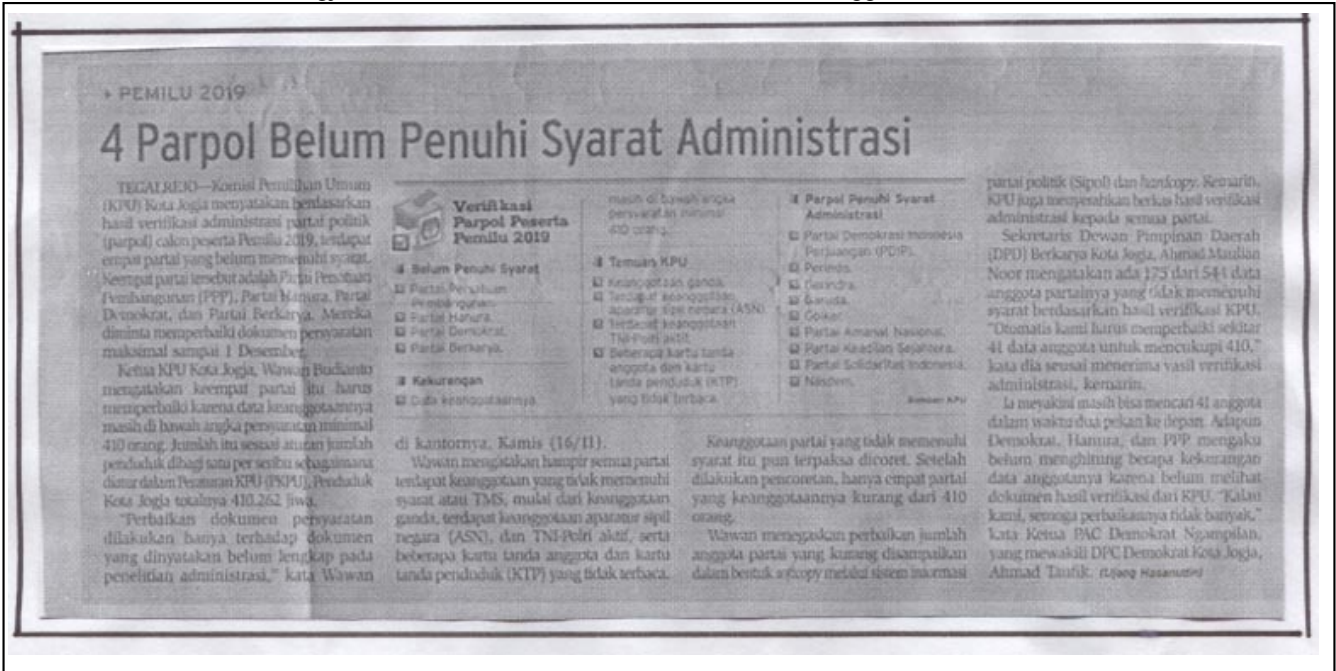 PEMILU 2019
4 Parpol Belum Penuhi Syarat Administrasi
TEGALREJO—Komisi Pemilihan Umum
(KPU) Kota Jogja menyatakan berdasarkan
hasil verifikasi administrasi partai politik
(parpol) calon peserta Pemilu 2019, terdapat
empat partai yang belum memenuhi syarat.
Keempat partai tersebut adalah Partai Persatuan
Pembangunan (PPP), Partai Hanura, Partai
Demokrat, dan Partai Berkarya. Mereka
diminta memperbaiki dokumen persyaratan
maksimal sampai 1 Desember.
Ketua KPU Kota Jogja, Wawan Budianto
mengatakan keempat partai itu harus
memperbaiki karena data keanggotaannya
masih di bawah angka persyaratan minimal
410 orang. Jumlah itu sesuai aturan jumlah
penduduk dibagi satu per seribu sebagaimana
diatur dalam Peraturan KPU (PKPU), Penduduk
Kota Jogja totalnya 410.262 jiwa.
"Perbaikan dokumen persyaratan
dilakukan hanya terhadap dokumen
yang dinyatakan belum lengkap pada
penelitian administrasi," kata Wawan
Verifikasi
Parpol Peserta
Pemilu 2019
Belum Penuhi Syarat
Partai Persatuan
Pembangunan.
Partai Hanura.
Partai Demokrat.
Partai Berkarya.
Kekurangan
Data keanggotaannya
masih di bawah angka
persyaratan minimal
410 orang.
Temuan KPU
Keanggotaan ganda.
Terdapat keanggotaan
aparatur sipil negara (ASN).
Terdapat keanggotaan
TNI-Polri aktif.
Beberapa kartu tanda
anggota dan kartu
tanda penduduk (KTP)
yang tidak terbaca.
Parpol Penuhi Syarat
Administrasi
Partai Demokrasi Indonesia
Perjuangan (PDIP).
Perindo.
Gerindra.
Garuda.
Golkar.
Partai Amanat Nasional.
Partai Keadilan Sejahtera.
Partai Solidaritas Indonesia.
Nasdem.
Sumber: KPU
di kantornya, Kamis (16/11).
Wawan mengatakan hampir semua partai
terdapat keanggotaan yang tidak memenuhi
syarat atau TMS, mulai dari keanggotaan
ganda, terdapat keanggotaan aparatur sipil
negara (ASN), dan TNI-Polri aktif, serta
beberapa kartu tanda anggota dan kartu
tanda penduduk (KTP) yang tidak terbaca.
Keanggotaan partai yang tidak memenuhi
syarat itu pun terpaksa dicoret. Setelah
dilakukan pencoretan, hanya empat partai
yang keanggotaannya kurang dari 410
orang.
Wawan menegaskan perbaikan jumlah
anggota partai yang kurang disampaikan
dalam bentuk softcopy melalui sistem informasi
partai politik (Sipol) dan hardkopy. Kemarin,
KPU juga menyerahkan berkas hasil verifikasi
administrasi kepada semua partai.
Sekretaris Dewan Pimpinan Daerah
(DPD) Berkarya Kota Jogja, Ahmad Maulian
Noor mengatakan ada 175 dari 544 data
anggota partainya yang tidak memenuhi
syarat berdasarkan hasil verifikasi KPU.
"Otomatis kami harus memperbaiki sekitar
41 data anggota untuk mencukupi 410,"
kata dia seusai menerima vasil verifikasi
administrasi, kemarin.
Ia meyakini masih bisa mencari 41 anggota
dalam waktu dua pekan ke depan. Adapun
Demokrat, Hanura, dan PPP mengaku
belum menghitung berapa kekurangan
data anggotanya karena belum melihat
dokumen hasil verifikasi dari KPU. "Kalau
kami, semoga perbaikannya tidak banyak,"
kata Ketua PAC Demokrat Ngampilan,
yang mewakili DPC Demokrat Kota Jogja,
Ahmad Taufik. (Ujang Hasanudin)